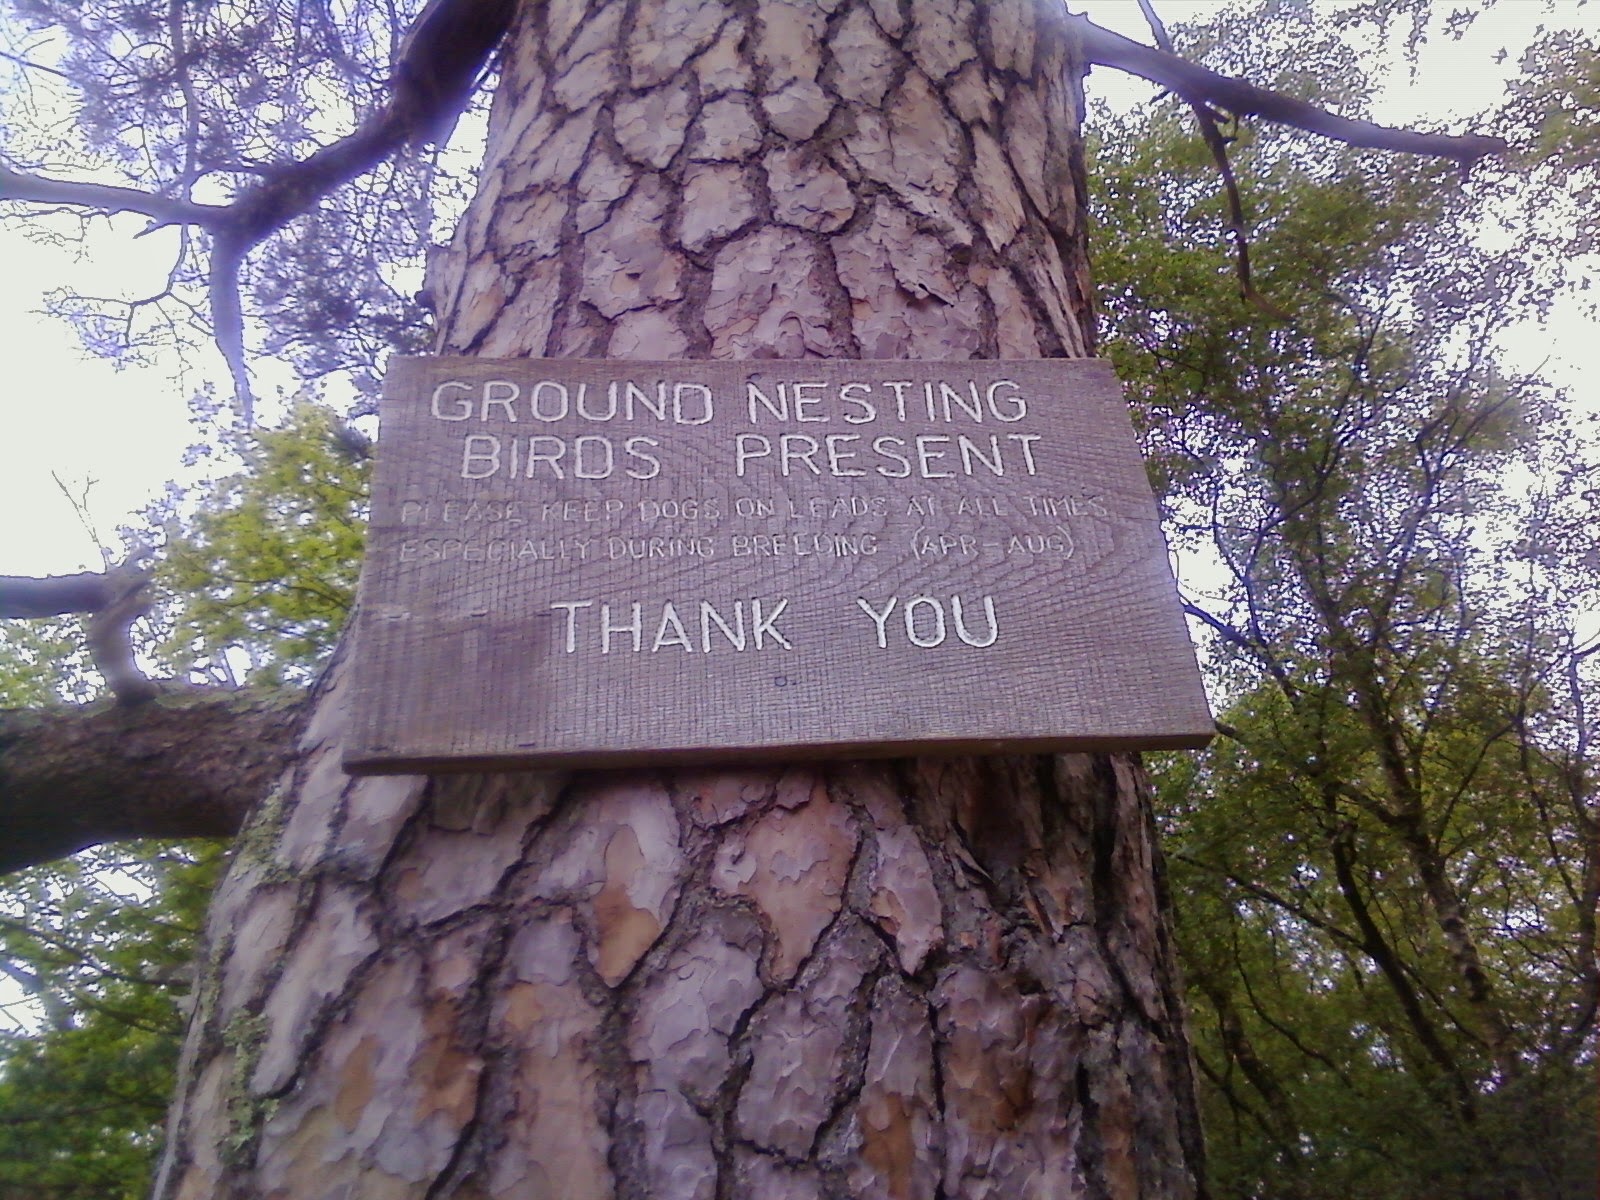 GROUND NESTING
BIRDS PRESENT
PLEASE KEEP DOGS ON LEADS AT ALL TIMES
ESPECIALLY DURING BREEDING (APR-AUG)
THANK YOU